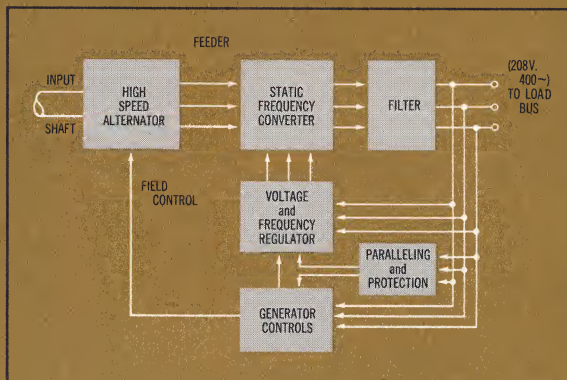 FEEDER
INPUT
SHAFT
HIGH
SPEED
ALTERNATOR
STATIC
FREQUENCY
CONVERTER
FILTER
(208V.
400~)
TO LOAD
BUS
FIELD
CONTROL
VOLTAGE
and
FREQUENCY
REGULATOR
PARALLELING
and
PROTECTION
GENERATOR
CONTROLS